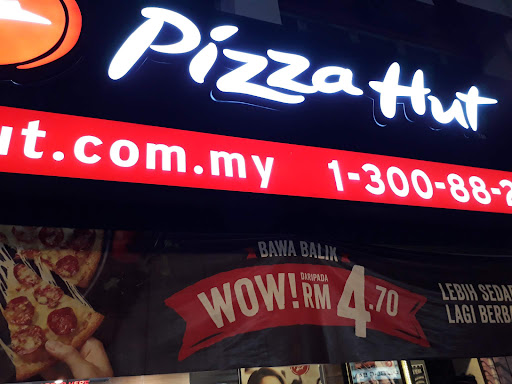 Pizza Hut
ut.com.my 1-300-88-2
BAWA BALIK
WOW! DARIPADA RM 4.70
LEBIH SEDA
LAGI BERBA